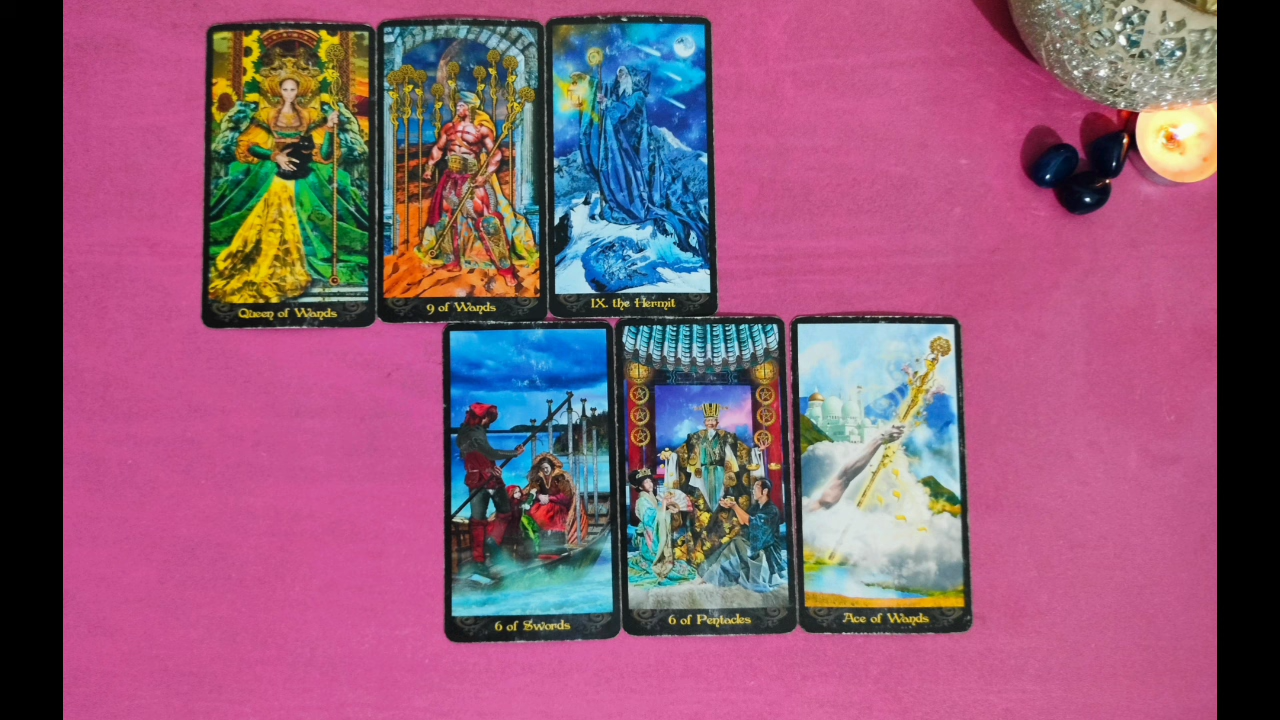 Queen of Wands
9 of Wands
IX. the Hermit
6 of Swords
6 of Pentacles
Ace of Wands